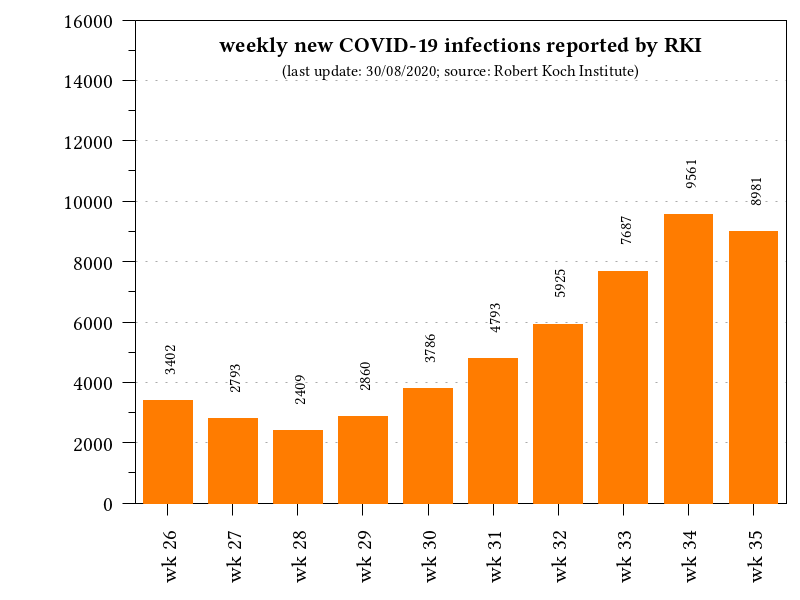 weekly new COVID-19 infections reported by RKI
(last update: 30/08/2020; source: Robert Koch Institute)
16000
14000
12000
10000
8000
6000
4000
2000
0
3402
2793
2409
2860
3786
4793
5925
7687
9561
8981
wk 26
wk 27
wk 28
wk 29
wk 30
wk 31
wk 32
wk 33
wk 34
wk 35